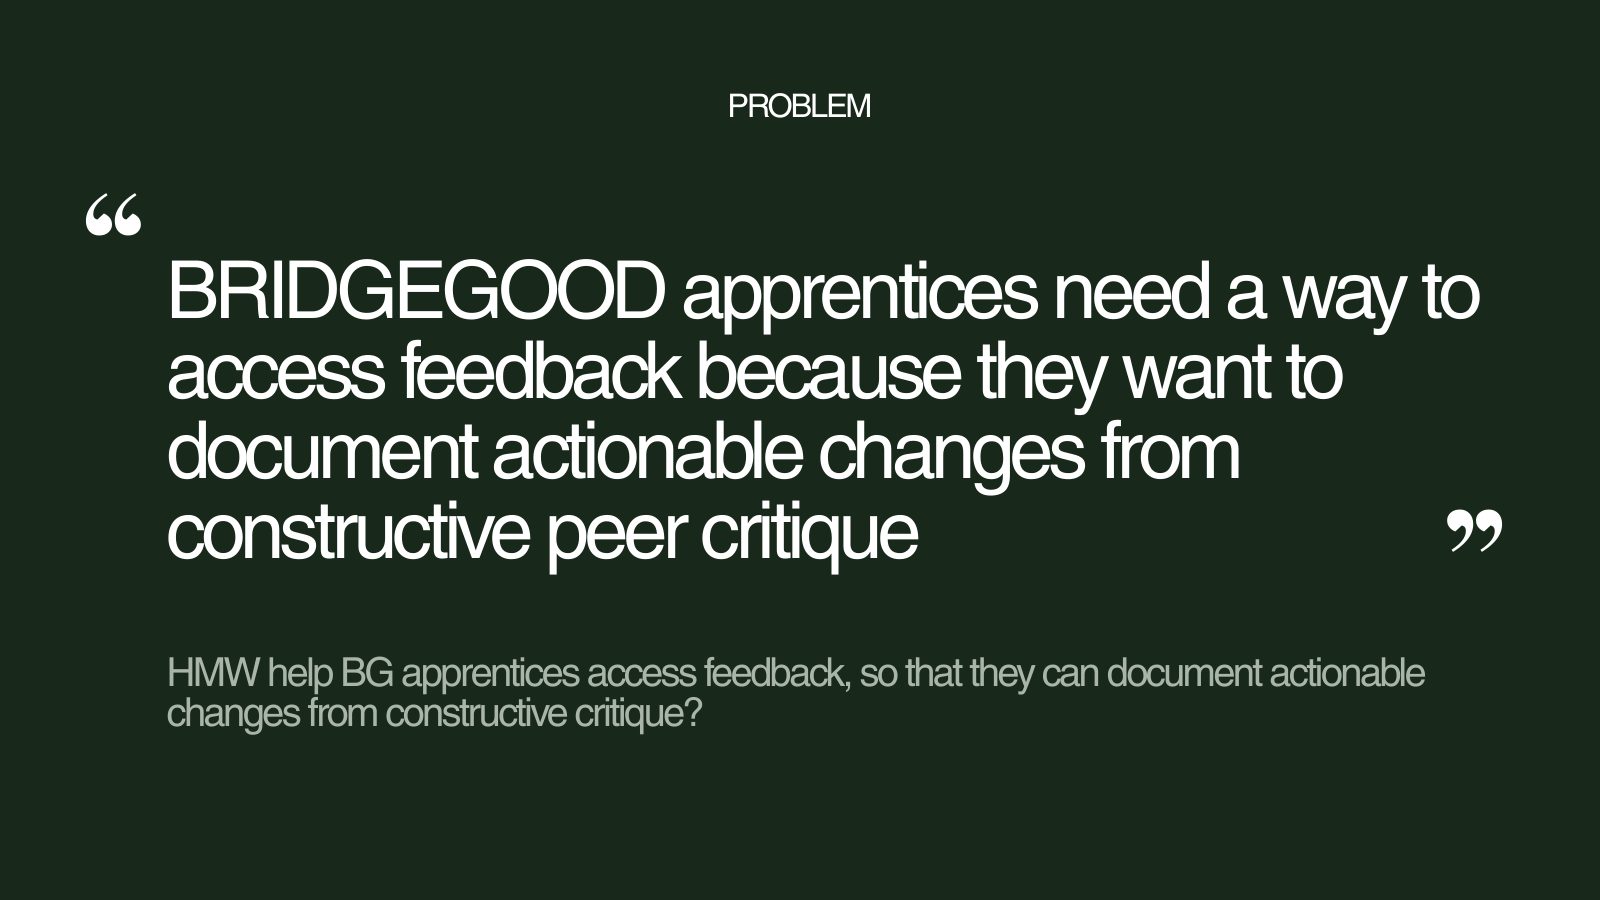 PROBLEM
“
BRIDGEGOOD apprentices need a way to
access feedback because they want to
document actionable changes from
constructive peer critique
”
HMW help BG apprentices access feedback, so that they can document actionable
changes from constructive critique?